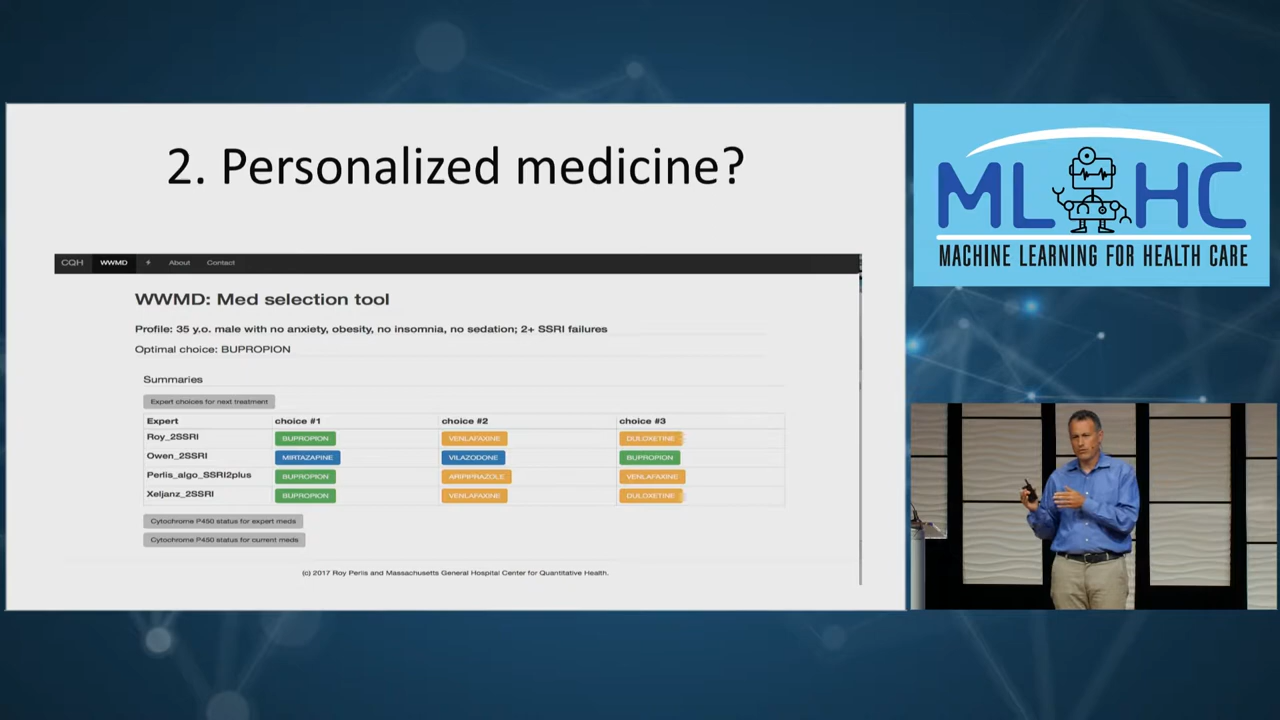 2. Personalized medicine?
CQH WWMD About Contact
WWMD: Med selection tool
Profile: 35 y.o. male with no anxiety, obesity, no insomnia, no sedation; 2+ SSRI failures
Optimal choice: BUPROPION
Summaries
Expert choices for next treatment
Expert choice #1 choice #2 choice #3
Roy_2SSRI BUPROPION VENLAFAXINE DULOXETINE
Owen_2SSRI MIRTAZAPINE VILAZODONE BUPROPION
Perlis_algo_SSRI2plus BUPROPION ARIPIPRAZOLE VENLAFAXINE
Xeljanz_2SSRI BUPROPION VENLAFAXINE DULOXETINE
Cytochrome P450 status for expert meds
Cytochrome P450 status for current meds
(c) 2017 Roy Perlis and Massachusetts General Hospital Center for Quantitative Health.
ML HC
MACHINE LEARNING FOR HEALTH CARE